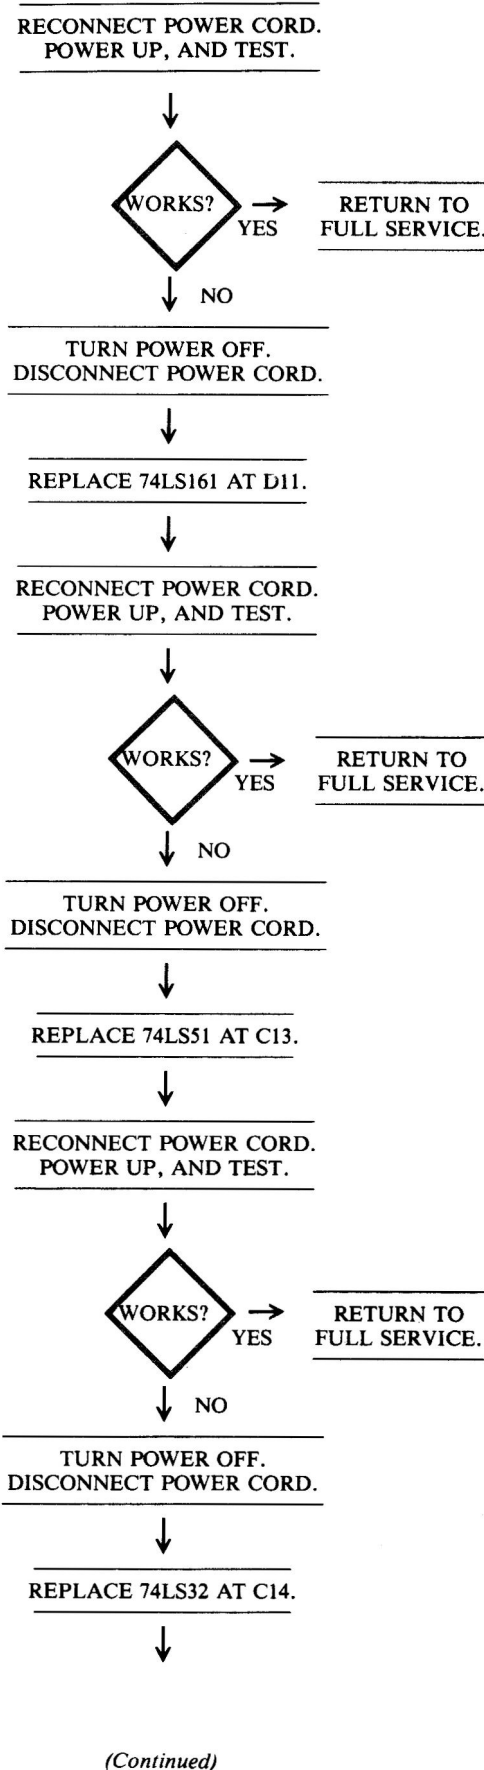 RECONNECT POWER CORD.
POWER UP, AND TEST.
WORKS?
YES
RETURN TO
FULL SERVICE.
NO
TURN POWER OFF.
DISCONNECT POWER CORD.
REPLACE 74LS161 AT D11.
RECONNECT POWER CORD.
POWER UP, AND TEST.
WORKS?
YES
RETURN TO
FULL SERVICE.
NO
TURN POWER OFF.
DISCONNECT POWER CORD.
REPLACE 74LS51 AT C13.
RECONNECT POWER CORD.
POWER UP, AND TEST.
WORKS?
YES
RETURN TO
FULL SERVICE.
NO
TURN POWER OFF.
DISCONNECT POWER CORD.
REPLACE 74LS32 AT C14.
(Continued)